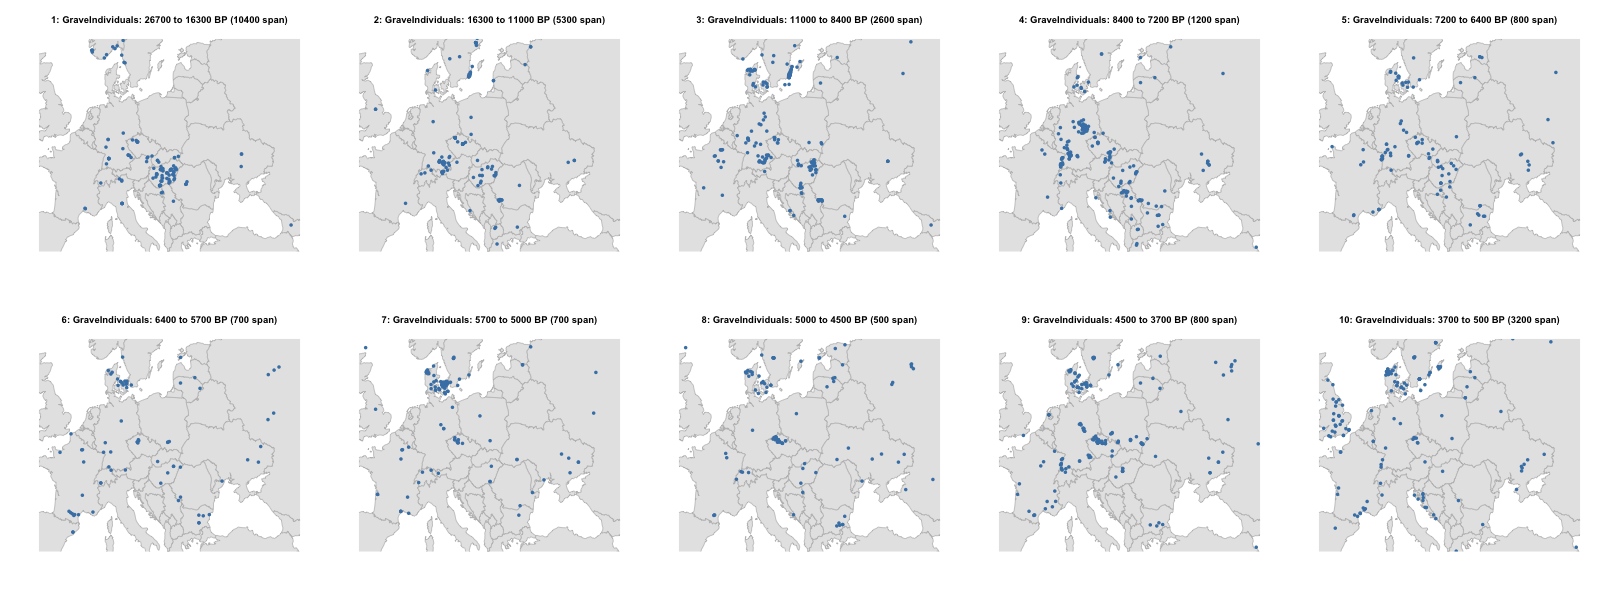 1: GraveIndividuals: 26700 to 16300 BP (10400 span)
2: GraveIndividuals: 16300 to 11000 BP (5300 span)
3: GraveIndividuals: 11000 to 8400 BP (2600 span)
4: GraveIndividuals: 8400 to 7200 BP (1200 span)
5: GraveIndividuals: 7200 to 6400 BP (800 span)
6: GraveIndividuals: 6400 to 5700 BP (700 span)
7: GraveIndividuals: 5700 to 5000 BP (700 span)
8: GraveIndividuals: 5000 to 4500 BP (500 span)
9: GraveIndividuals: 4500 to 3700 BP (800 span)
10: GraveIndividuals: 3700 to 500 BP (3200 span)